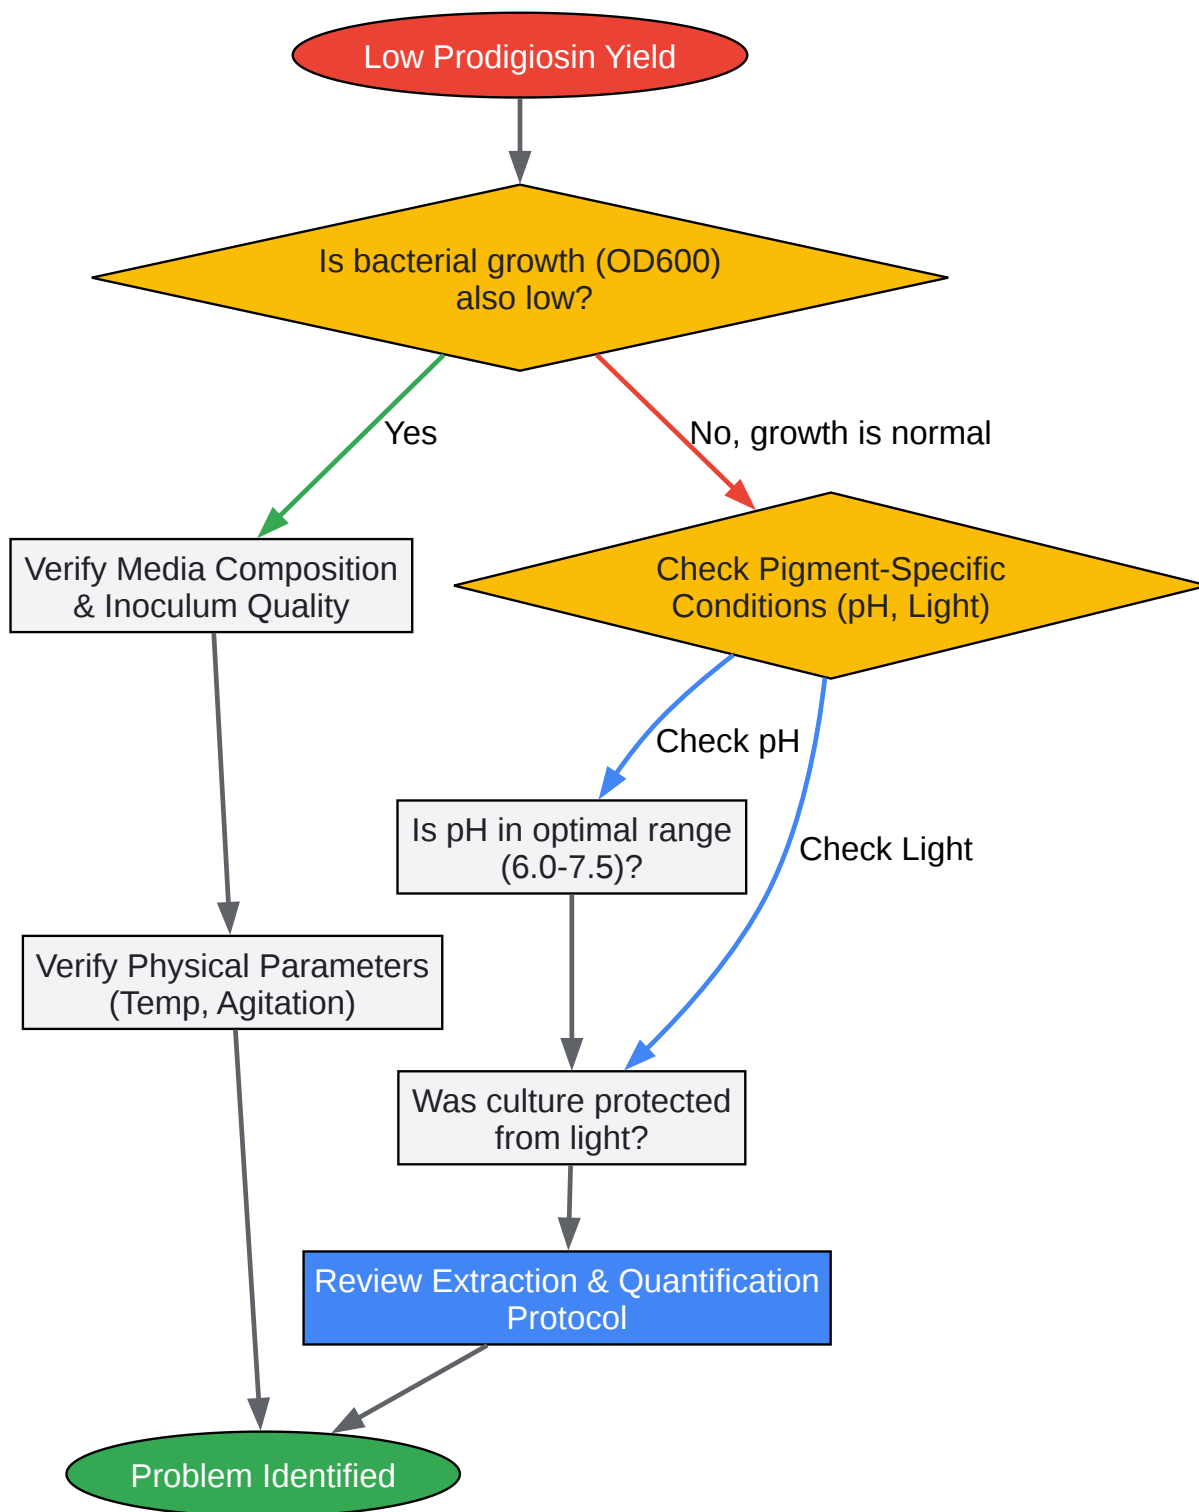 Low Prodigiosin Yield
Is bacterial growth (OD600)
also low?
Yes
No, growth is normal
Verify Media Composition
& Inoculum Quality
Check Pigment-Specific
Conditions (pH, Light)
Check pH
Is pH in optimal range
(6.0-7.5)?
Check Light
Verify Physical Parameters
(Temp, Agitation)
Was culture protected
from light?
Review Extraction & Quantification
Protocol
Problem Identified